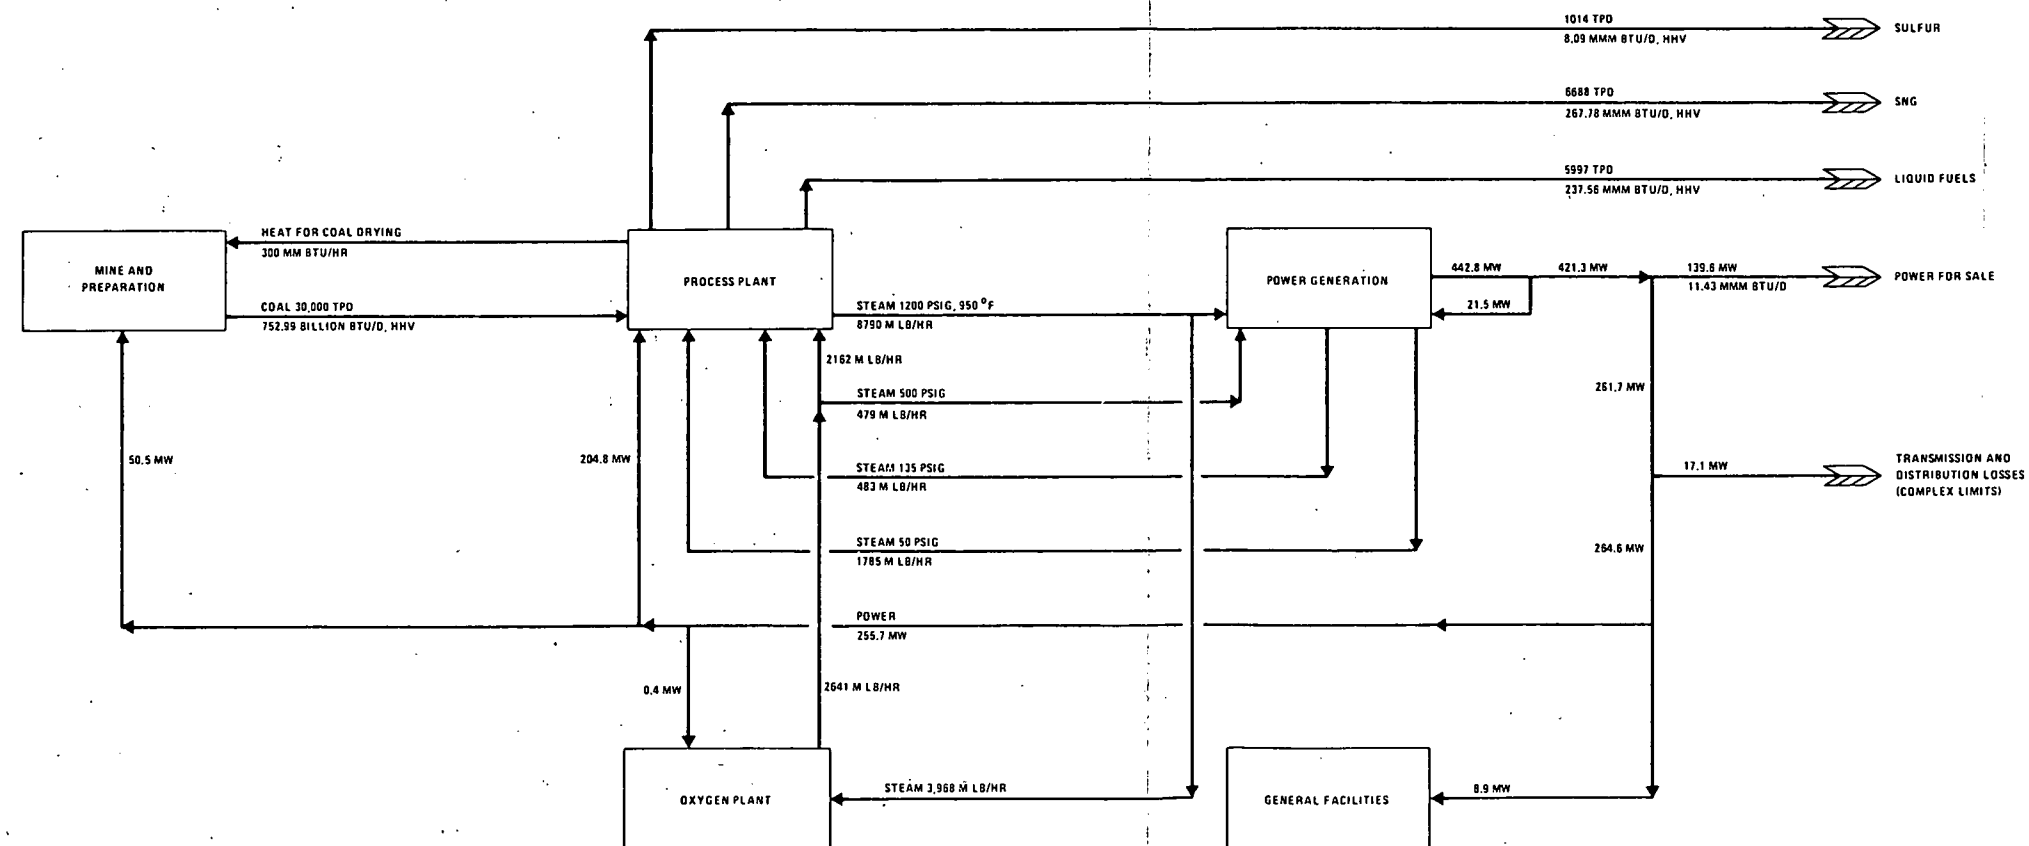 1014 TPD
8.09 MMM BTU/D, HHV
SULFUR
6688 TPD
267.78 MMM BTU/D, HHV
SNG
5997 TPD
237.56 MMM BTU/D, HHV
LIQUID FUELS
HEAT FOR COAL DRYING
300 MM BTU/HR
MINE AND
PREPARATION
COAL 30,000 TPD
752.99 BILLION BTU/D, HHV
PROCESS PLANT
STEAM 1200 PSIG, 950 °F
8790 M LB/HR
POWER GENERATION
442.8 MW
421.3 MW
21.5 MW
139.6 MW
11.43 MMM BTU/D
POWER FOR SALE
2162 M LB/HR
STEAM 500 PSIG
479 M LB/HR
261.7 MW
50.5 MW
204.8 MW
STEAM 135 PSIG
483 M LB/HR
17.1 MW
TRANSMISSION AND
DISTRIBUTION LOSSES
(COMPLEX LIMITS)
STEAM 50 PSIG
1785 M LB/HR
264.6 MW
POWER
255.7 MW
0.4 MW
2641 M LB/HR
OXYGEN PLANT
STEAM 3,968 M LB/HR
GENERAL FACILITIES
8.9 MW